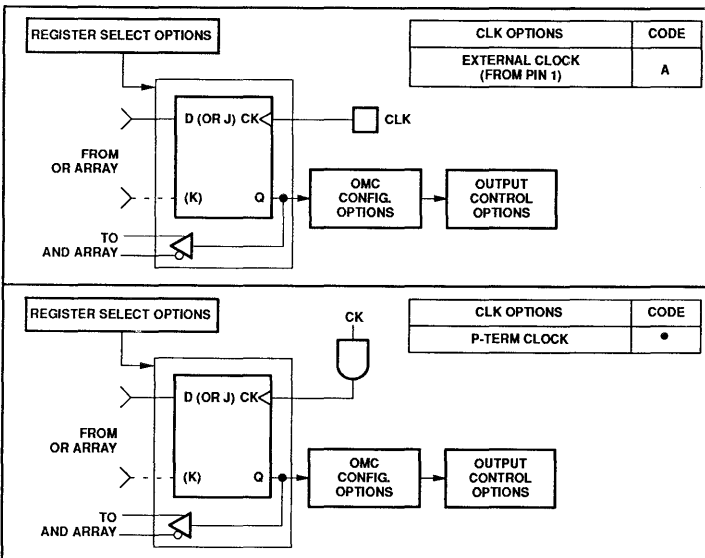 REGISTER SELECT OPTIONS
CLK OPTIONS CODE
EXTERNAL CLOCK
(FROM PIN 1)
A
D (OR J) CK
CLK
FROM
OR ARRAY
(K) Q
OMC
CONFIG.
OPTIONS
OUTPUT
CONTROL
OPTIONS
TO
AND ARRAY
REGISTER SELECT OPTIONS
CK
CLK OPTIONS CODE
P-TERM CLOCK •
D (OR J) CK
FROM
OR ARRAY
(K) Q
OMC
CONFIG.
OPTIONS
OUTPUT
CONTROL
OPTIONS
TO
AND ARRAY